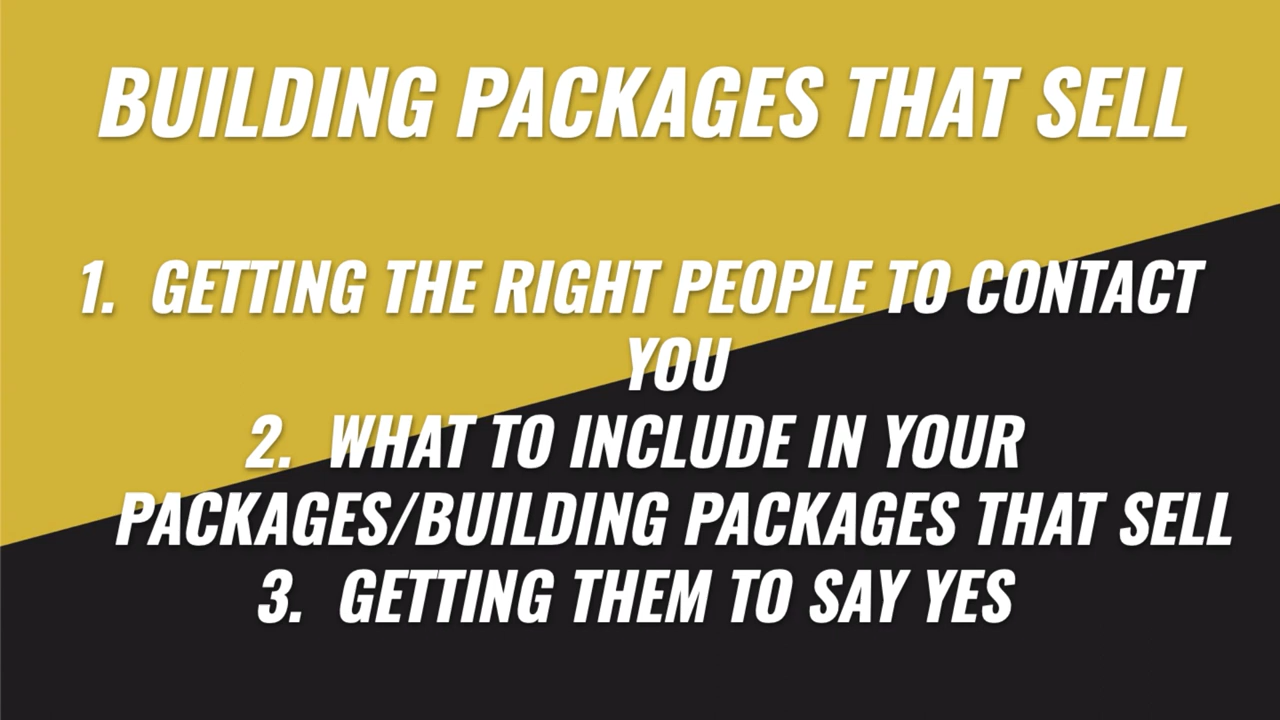 BUILDING PACKAGES THAT SELL
1. GETTING THE RIGHT PEOPLE TO CONTACT
YOU
2. WHAT TO INCLUDE IN YOUR
PACKAGES/BUILDING PACKAGES THAT SELL
3. GETTING THEM TO SAY YES